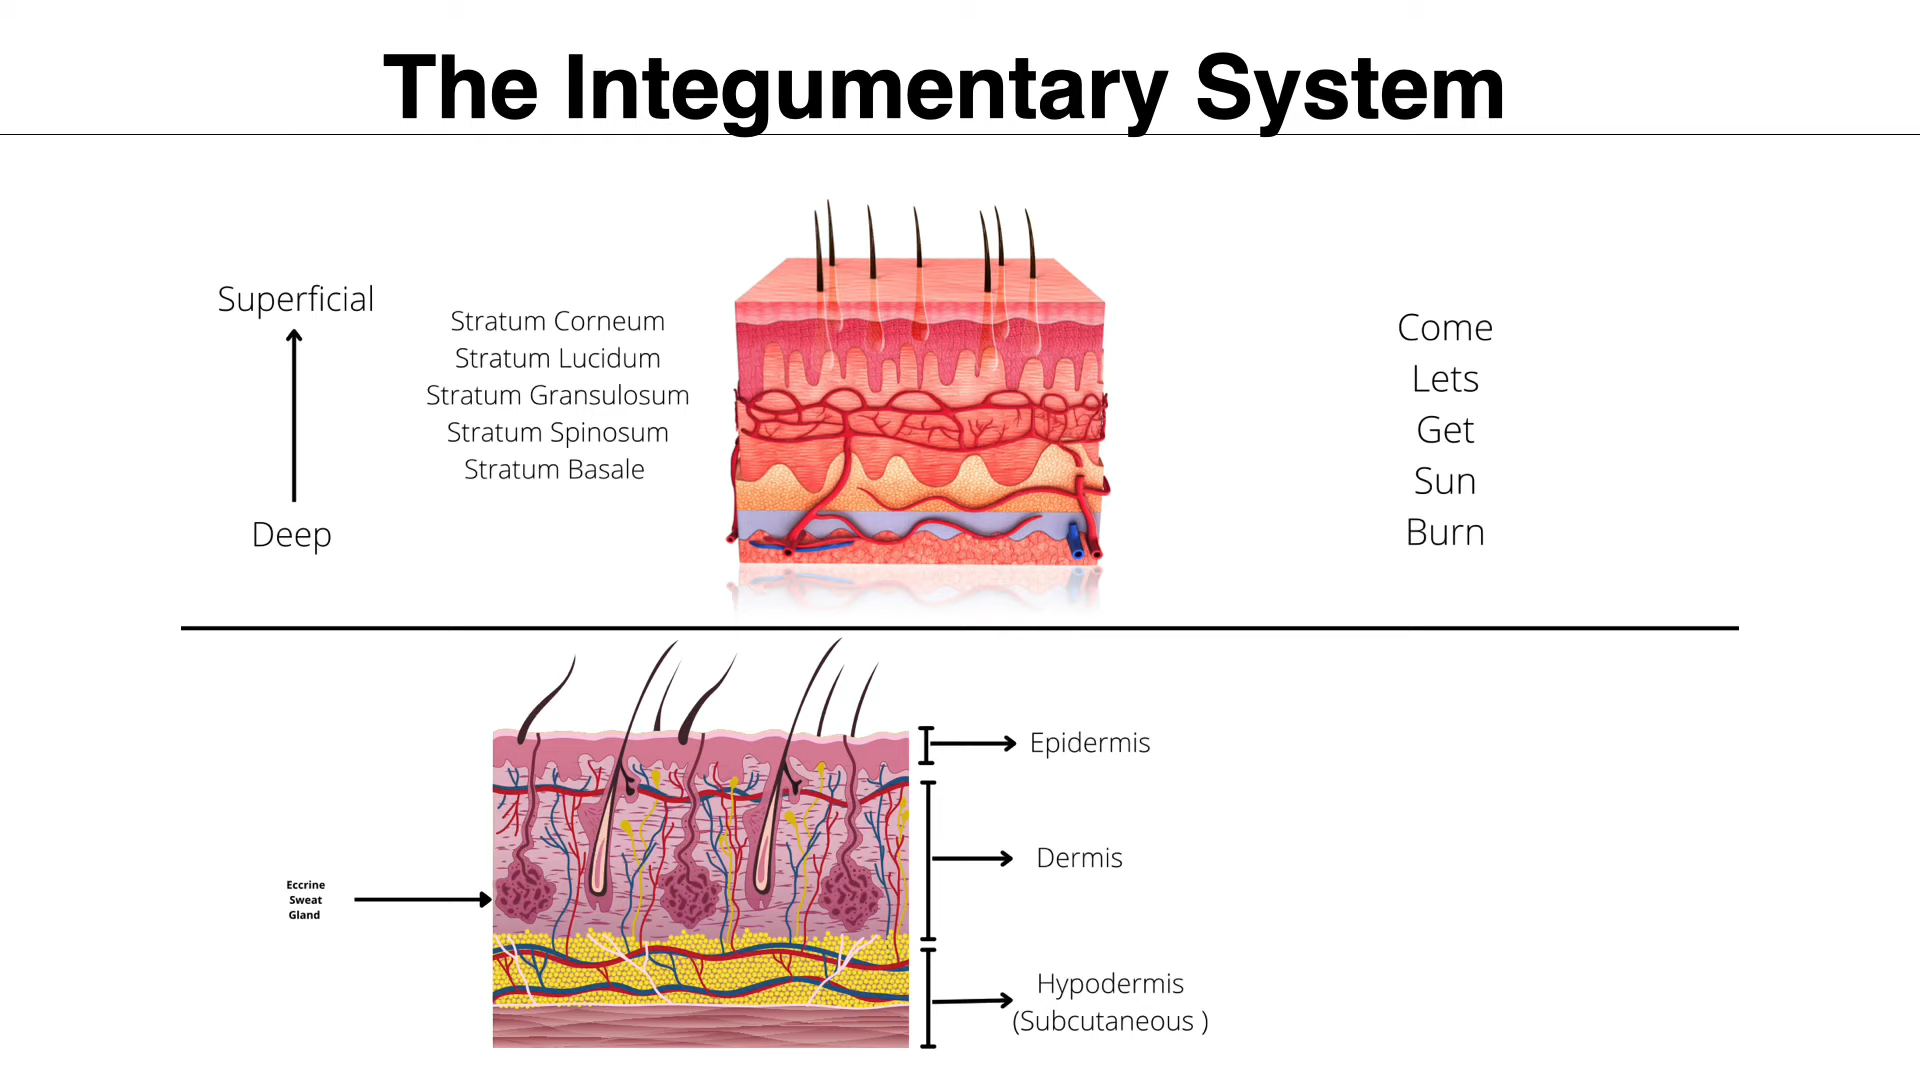 The Integumentary System
Superficial
Deep
Stratum Corneum
Stratum Lucidum
Stratum Gransulosum
Stratum Spinosum
Stratum Basale
Come
Lets
Get
Sun
Burn
Eccrine
Sweat
Gland
Epidermis
Dermis
Hypodermis
(Subcutaneous )